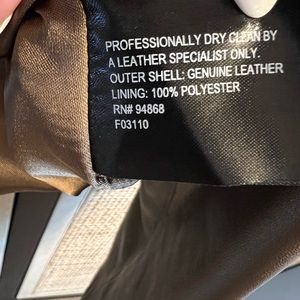 PROFESSIONALLY DRY CLEAN BY
A LEATHER SPECIALIST ONLY.
OUTER SHELL: GENUINE LEATHER
LINING: 100% POLYESTER
RN# 94868
F03110